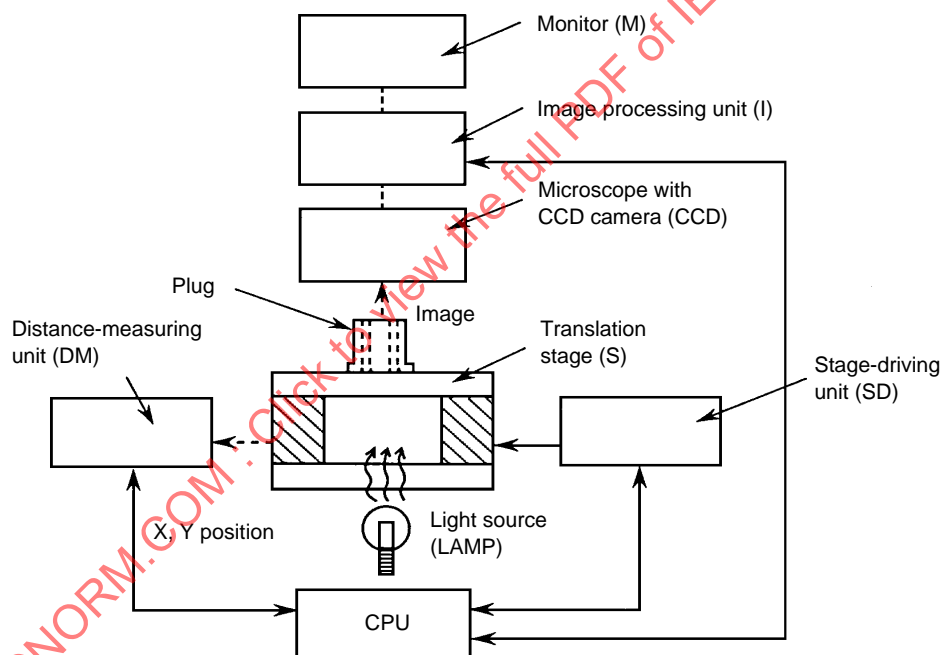 Monitor (M)
Image processing unit (I)
Microscope with
CCD camera (CCD)
Plug
Image
Distance-measuring
unit (DM)
Translation
stage (S)
Stage-driving
unit (SD)
X, Y position
Light source
(LAMP)
CPU
NORM.COM : Click to view the full PDF of IE